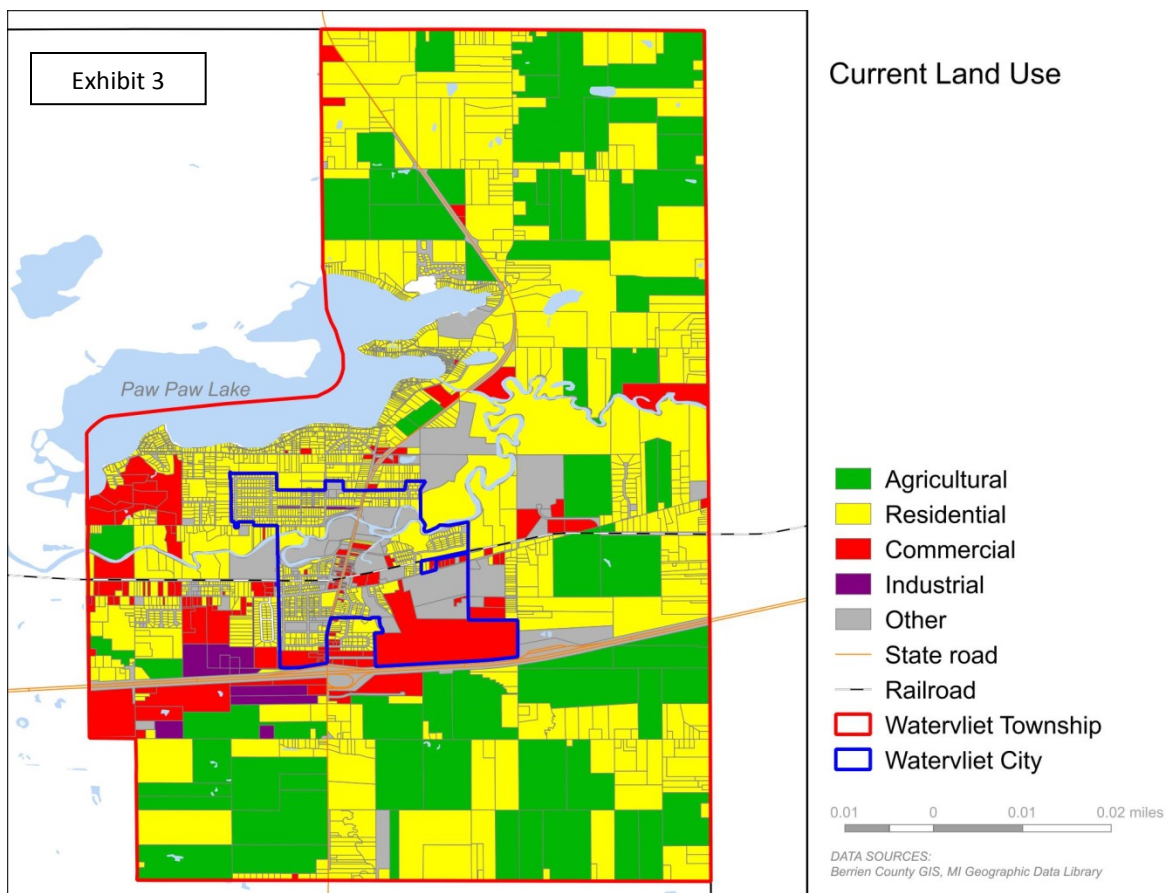 Exhibit 3
Current Land Use
Paw Paw Lake
Agricultural
Residential
Commercial
Industrial
Other
State road
Railroad
Watervliet Township
Watervliet City
0.01 0 0.01 0.02 miles
DATA SOURCES:
Berrien County GIS, MI Geographic Data Library